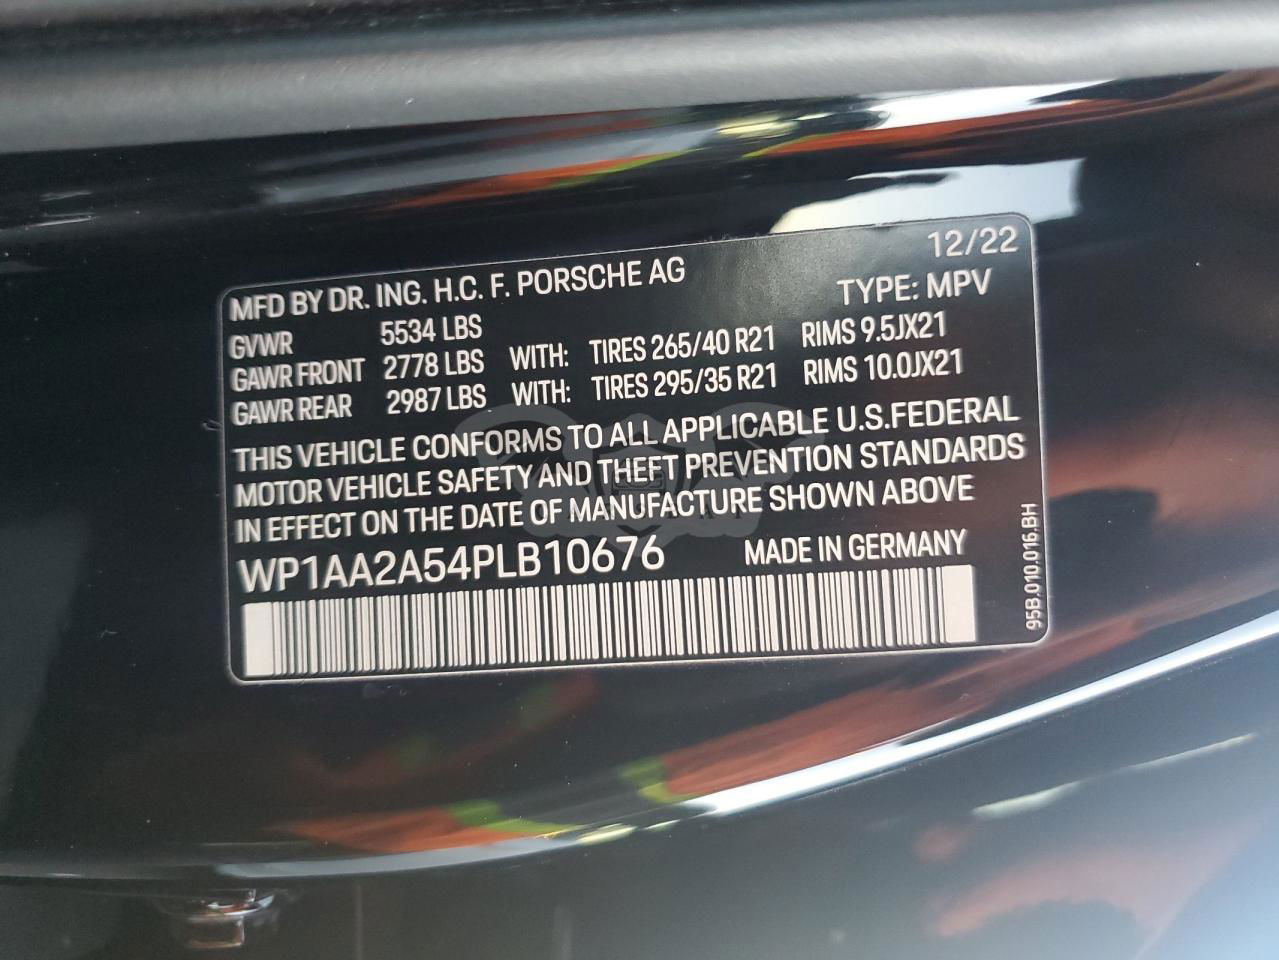 12/22
MFD BY DR. ING. H.C. F. PORSCHE AG TYPE: MPV
GVWR 5534 LBS
GAWR FRONT 2778 LBS WITH: TIRES 265/40 R21 RIMS 9.5JX21
GAWR REAR 2987 LBS WITH: TIRES 295/35 R21 RIMS 10.0JX21
THIS VEHICLE CONFORMS TO ALL APPLICABLE U.S.FEDERAL
MOTOR VEHICLE SAFETY AND THEFT PREVENTION STANDARDS
IN EFFECT ON THE DATE OF MANUFACTURE SHOWN ABOVE
WP1AA2A54PLB10676 MADE IN GERMANY
95B.010.016.BH